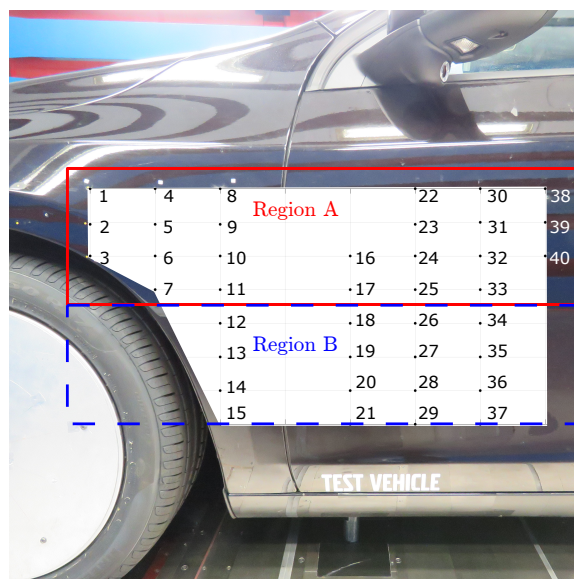 1 4 8 22 30 38
Region A
2 5 9 23 31 39
3 6 10 16 24 32 40
7 11 17 25 33
12 18 26 34
Region B
13 19 27 35
14 20 28 36
15 21 29 37
TEST VEHICLE